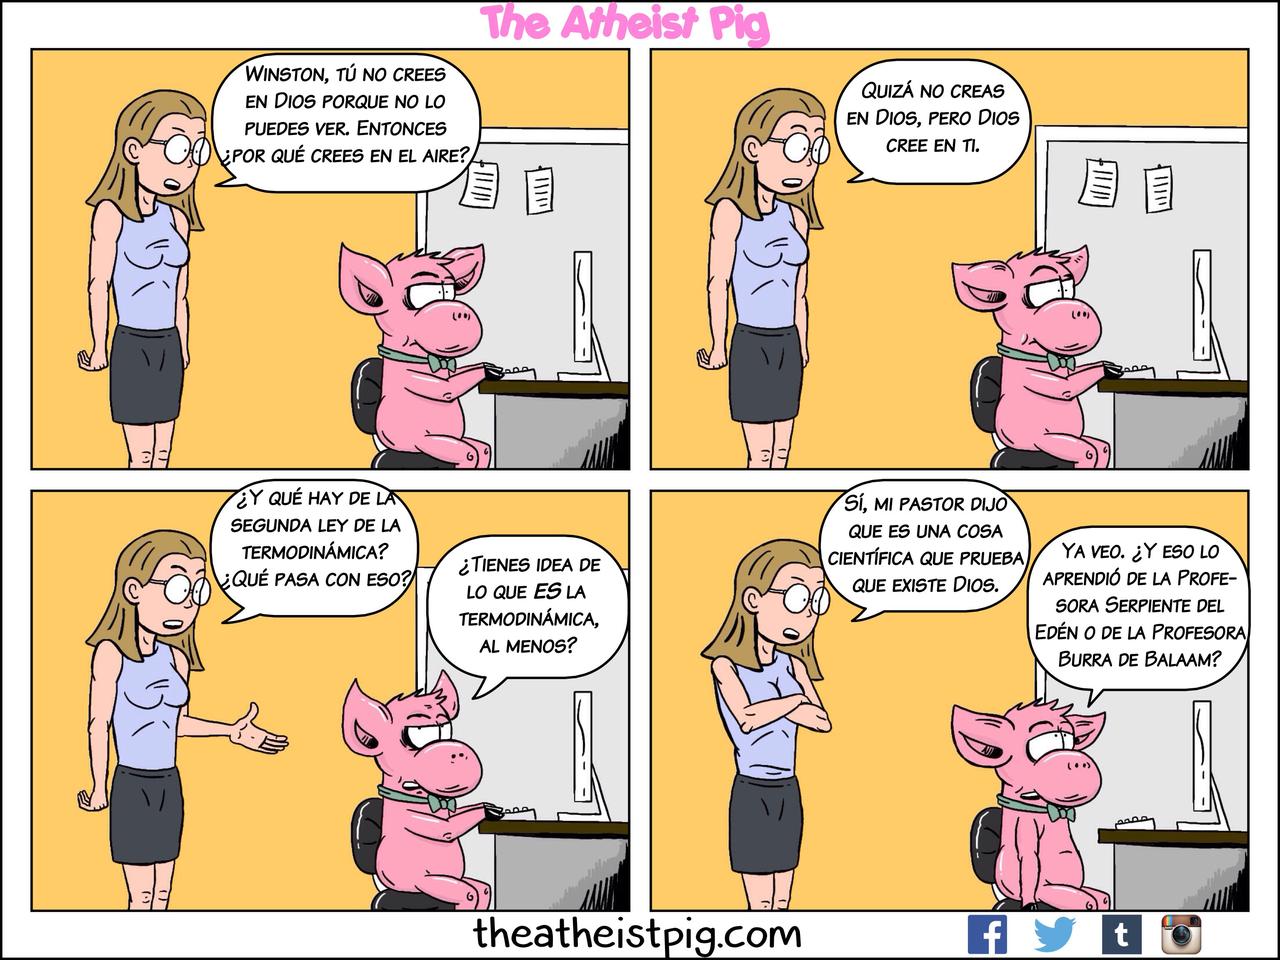 The Atheist Pig
WINSTON, TÚ NO CREES
EN DIOS PORQUE NO LO
PUEDES VER. ENTONCES
¿POR QUÉ CREES EN EL AIRE?
QUIZÁ NO CREAS
EN DIOS, PERO DIOS
CREE EN TI.
¿Y QUÉ HAY DE LA
SEGUNDA LEY DE LA
TERMODINÁMICA?
¿QUÉ PASA CON ESO?
¿TIENES IDEA DE
LO QUE ES LA
TERMODINÁMICA,
AL MENOS?
SÍ, MI PASTOR DIJO
QUE ES UNA COSA
CIENTÍFICA QUE PRUEBA
QUE EXISTE DIOS.
YA VEO. ¿Y ESO LO
APRENDIÓ DE LA PROFE-
SORA SERPIENTE DEL
EDÉN O DE LA PROFESORA
BURRA DE BALAAM?
theatheistpig.com